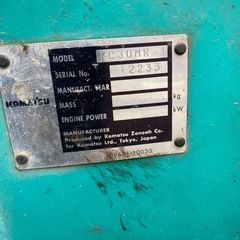 MODEL PC30MR-
SERIAL No. 12233
MANUFACT. YEAR
KOMATSU
MASS kg
ENGINE POWER kW
MANUFACTURER
Produced by Komatsu Zenoah Co.
for Komatsu Ltd., Tokyo, Japan